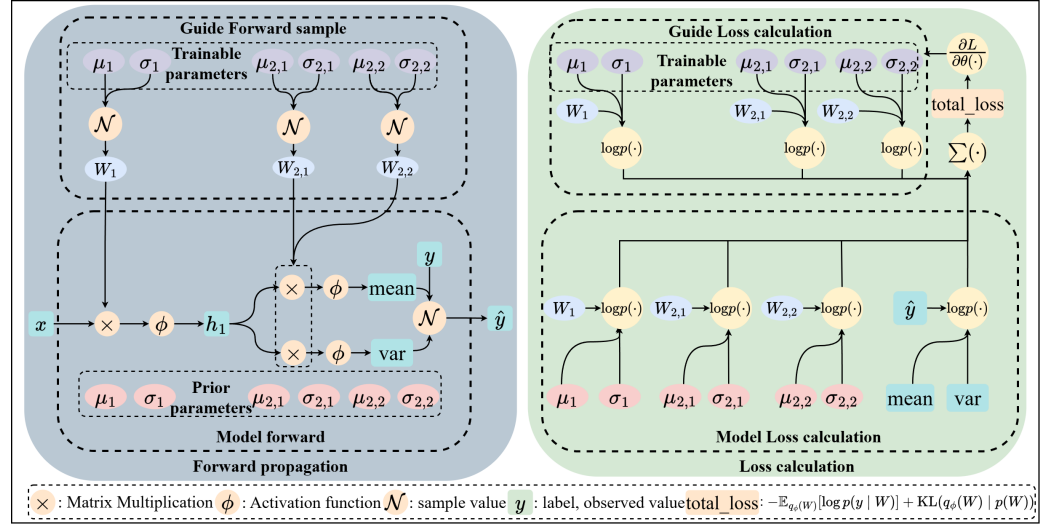 Guide Forward sample
Trainable
parameters
μ₁ σ₁ μ₂,₁ σ₂,₁ μ₂,₂ σ₂,₂
𝒩 𝒩 𝒩
W₁ W₂,₁ W₂,₂
y
× ϕ mean
x × ϕ h₁ 𝒩 ŷ
× ϕ var
Prior
parameters
μ₁ σ₁ μ₂,₁ σ₂,₁ μ₂,₂ σ₂,₂
Model forward
Forward propagation
Guide Loss calculation
Trainable
parameters
μ₁ σ₁ μ₂,₁ σ₂,₁ μ₂,₂ σ₂,₂
∂L/∂θ(·)
W₁ W₂,₁ W₂,₂
total_loss
logp(·) logp(·) logp(·) ∑(·)
W₁ logp(·) W₂,₁ logp(·) W₂,₂ logp(·) ŷ logp(·)
μ₁ σ₁ μ₂,₁ σ₂,₁ μ₂,₂ σ₂,₂ mean var
Model Loss calculation
Loss calculation
× : Matrix Multiplication ϕ : Activation function 𝒩 : sample value y : label, observed value total_loss : −𝔼_{q_ϕ(W)}[log p(y | W)] + KL(q_ϕ(W) | p(W))